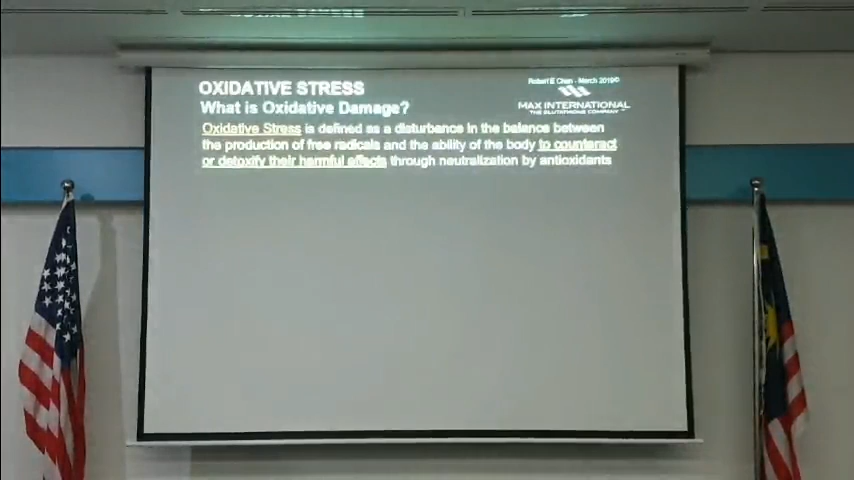 OXIDATIVE STRESS
Robert E Chen - March 2019©
What is Oxidative Damage?
MAX INTERNATIONAL
THE GLUTATHIONE COMPANY
Oxidative Stress is defined as a disturbance in the balance between
the production of free radicals and the ability of the body to counteract
or detoxify their harmful effects through neutralization by antioxidants